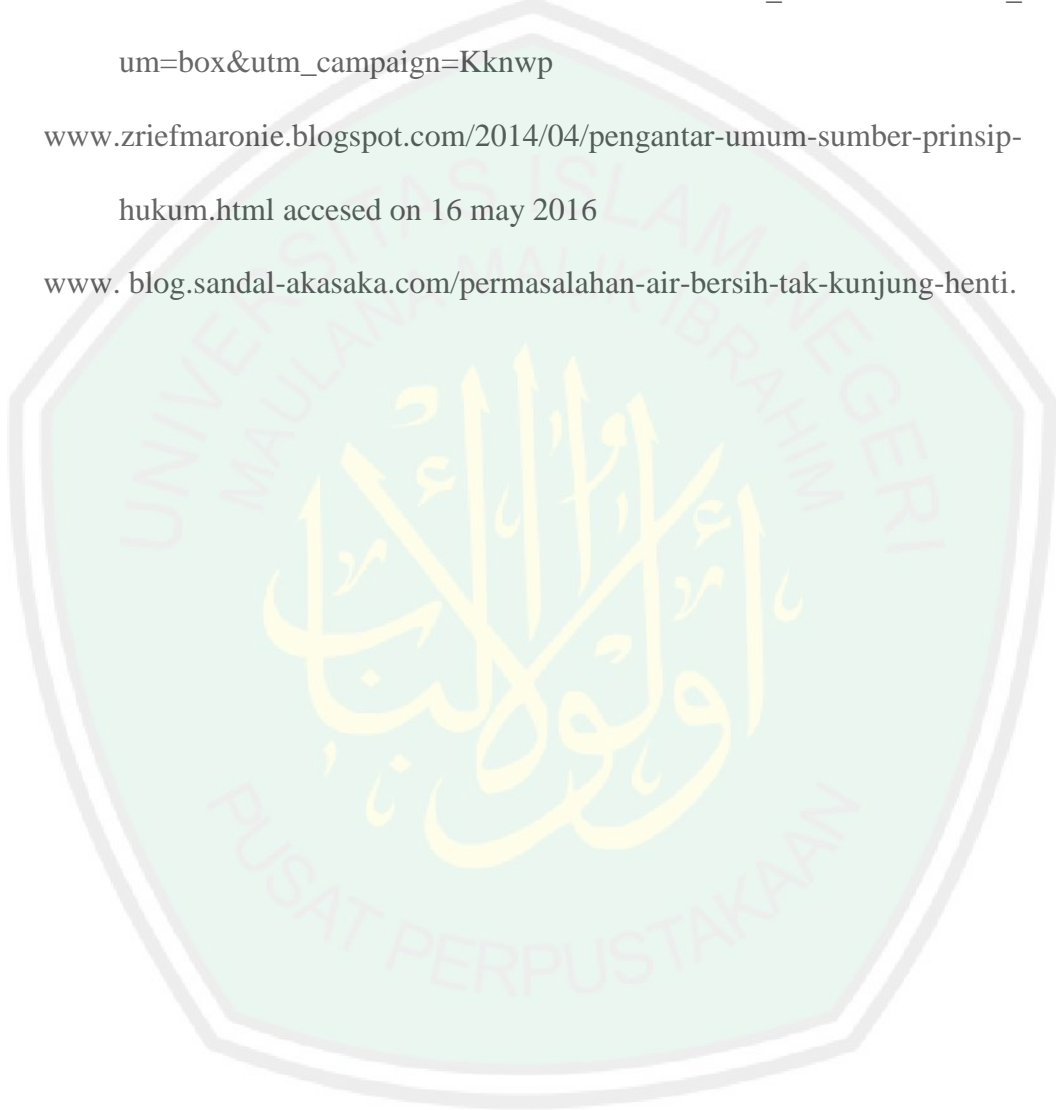 um=box&utm_campaign=Kknwp
www.zriefmaronie.blogspot.com/2014/04/pengantar-umum-sumber-prinsip-
hukum.html accesed on 16 may 2016
www. blog.sandal-akasaka.com/permasalahan-air-bersih-tak-kunjung-henti.
UNIVERSITAS ISLAM NEGERI
MAULANA MALIK IBRAHIM
أولوا الألباب
PUSAT PERPUSTAKAAN